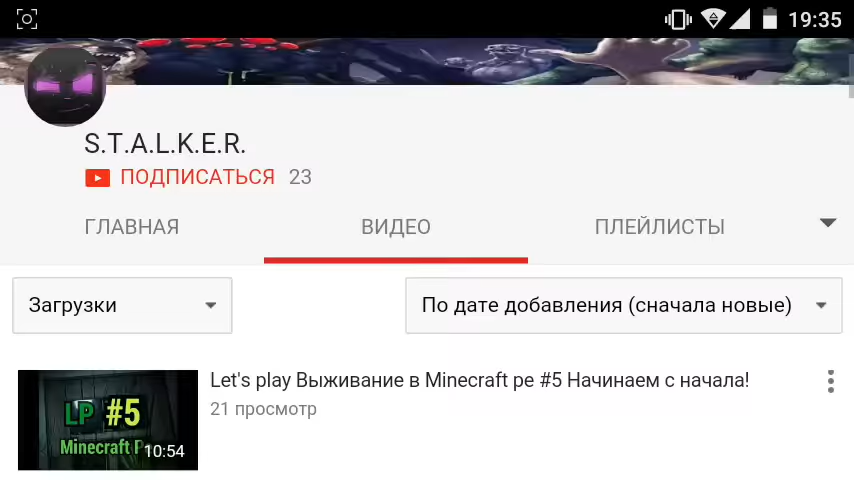 19:35
S.T.A.L.K.E.R.
ПОДПИСАТЬСЯ 23
ГЛАВНАЯ ВИДЕО ПЛЕЙЛИСТЫ
Загрузки По дате добавления (сначала новые)
Let's play Выживание в Minecraft pe #5 Начинаем с начала!
21 просмотр
LP #5
Minecraft P
10:54